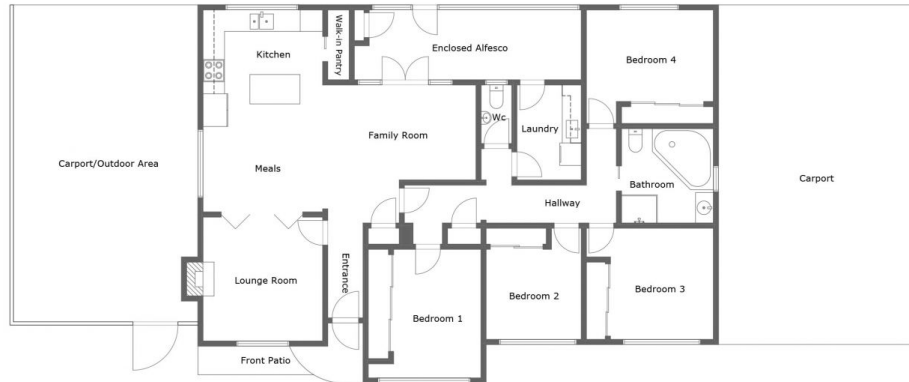 Walk-in Pantry
Kitchen
Enclosed Alfesco
Bedroom 4
Wc
Laundry
Family Room
Carport/Outdoor Area
Meals
Bathroom
Carport
Hallway
Entrance
Lounge Room
Bedroom 1
Bedroom 2
Bedroom 3
Front Patio